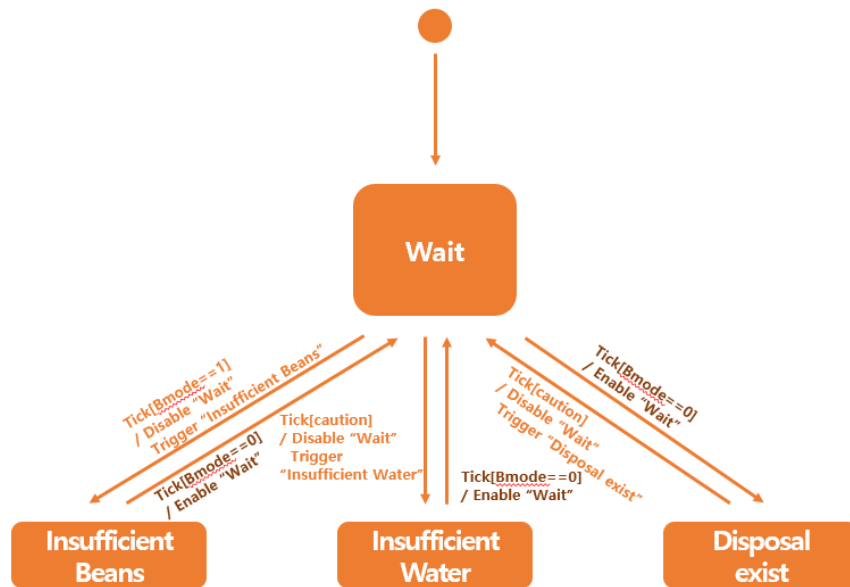 Wait
Tick[Bmode==1]
/ Disable “Wait”
Trigger “Insufficient Beans”
Tick[Bmode==0]
/ Enable “Wait”
Tick[caution]
/ Disable “Wait”
Trigger
“Insufficient Water”
Tick[Bmode==0]
/ Enable “Wait”
Tick[caution]
/ Disable “Wait”
Trigger “Disposal exist”
Tick[Bmode==0]
/ Enable “Wait”
Insufficient
Beans
Insufficient
Water
Disposal
exist